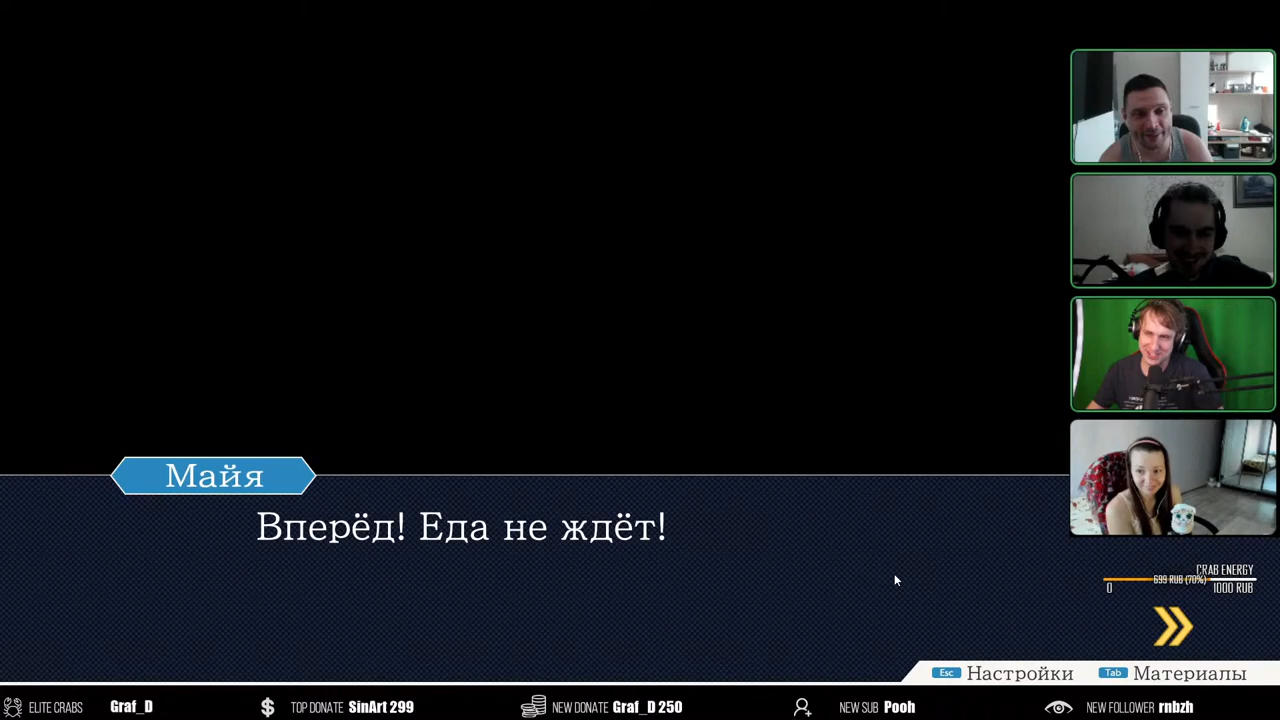 Майя
Вперёд! Еда не ждёт!
CRAB ENERGY
699 RUB (70%)
0 1000 RUB
Esc Настройки Tab Материалы
ELITE CRABS Graf_D $ TOP DONATE SinArt 299 NEW DONATE Graf_D 250 NEW SUB Pooh NEW FOLLOWER rnbzh